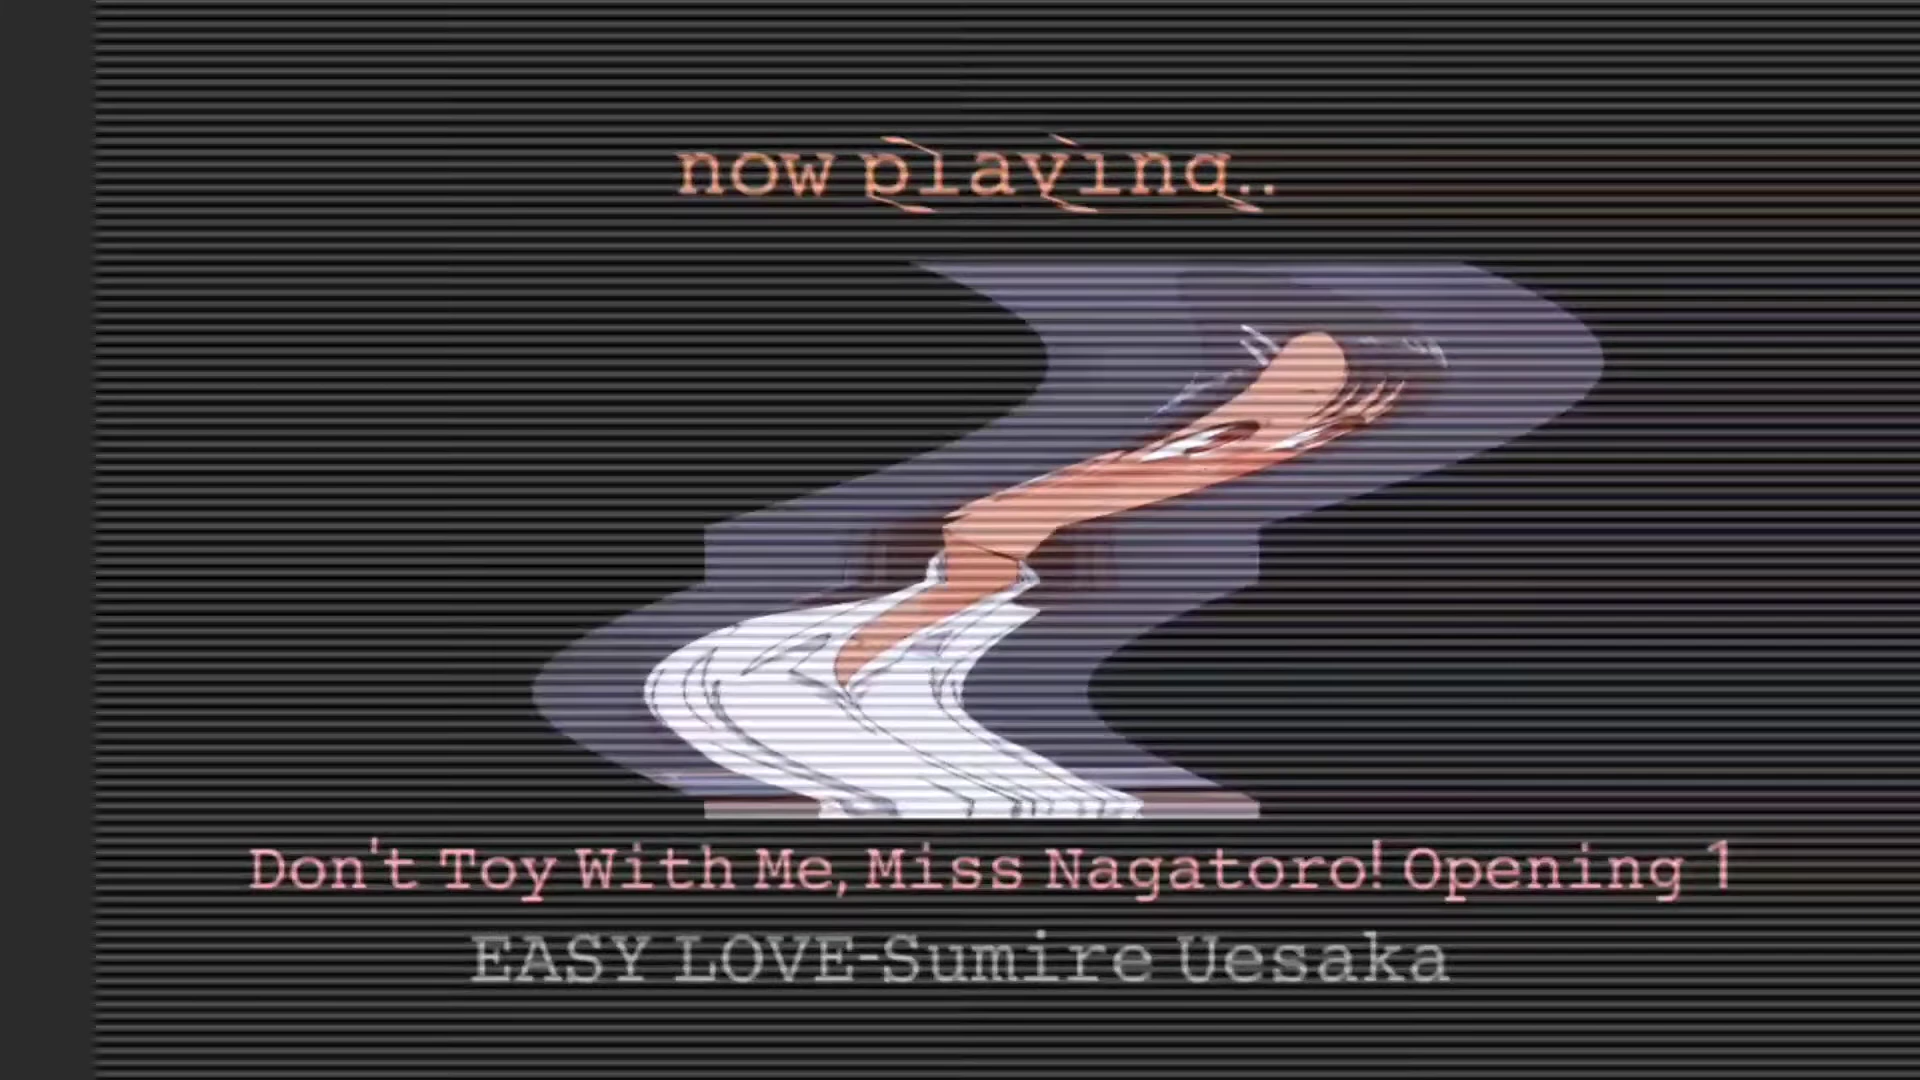 now playing..
Don't Toy With Me, Miss Nagatoro! Opening 1
EASY LOVE-Sumire Uesaka